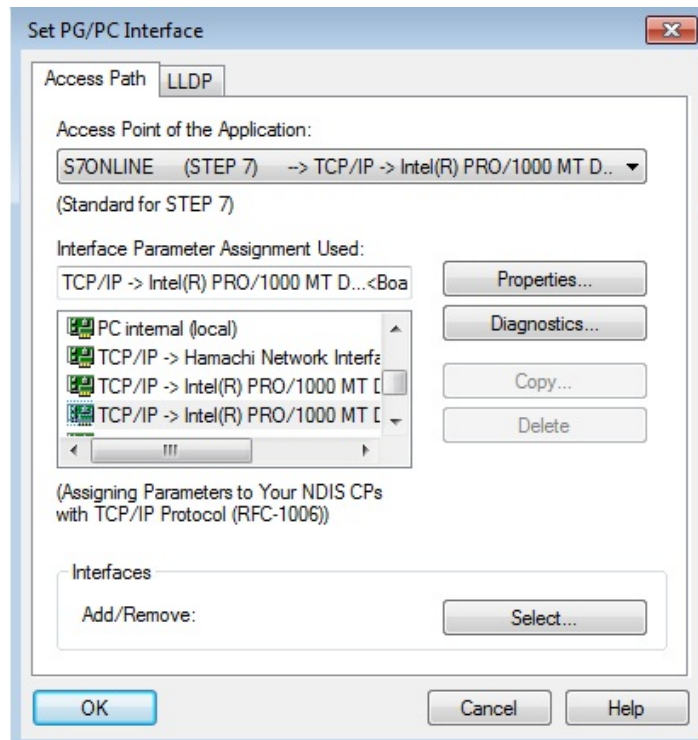 Set PG/PC Interface
Access Path
LLDP
Access Point of the Application:
S7ONLINE (STEP 7) --> TCP/IP -> Intel(R) PRO/1000 MT D..
(Standard for STEP 7)
Interface Parameter Assignment Used:
TCP/IP -> Intel(R) PRO/1000 MT D...<Boa
Properties...
PC internal (local)
Diagnostics...
TCP/IP -> Hamachi Network Interfa
TCP/IP -> Intel(R) PRO/1000 MT D
Copy...
TCP/IP -> Intel(R) PRO/1000 MT D
Delete
(Assigning Parameters to Your NDIS CPs
with TCP/IP Protocol (RFC-1006))
Interfaces
Add/Remove:
Select...
OK
Cancel
Help